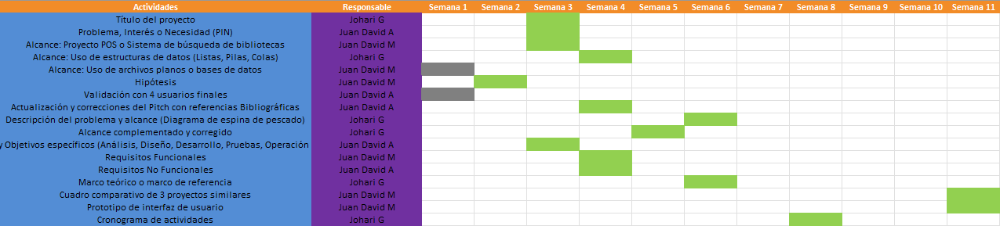 Actividades Responsable Semana 1 Semana 2 Semana 3 Semana 4 Semana 5 Semana 6 Semana 7 Semana 8 Semana 9 Semana 10 Semana 11
Título del proyecto Johari G
Problema, Interés o Necesidad (PIN) Juan David A
Alcance: Proyecto POS o Sistema de búsqueda de bibliotecas Juan David M
Alcance: Uso de estructuras de datos (Listas, Pilas, Colas) Johari G
Alcance: Uso de archivos planos o bases de datos Juan David M
Hipótesis Juan David M
Validación con 4 usuarios finales Juan David A
Actualización y correcciones del Pitch con referencias Bibliográficas Juan David A
Descripción del problema y alcance (Diagrama de espina de pescado) Johari G
Alcance complementado y corregido Johari G
y Objetivos específicos (Análisis, Diseño, Desarrollo, Pruebas, Operación Juan David A
Requisitos Funcionales Juan David M
Requisitos No Funcionales Juan David A
Marco teórico o marco de referencia Johari G
Cuadro comparativo de 3 proyectos similares Juan David M
Prototipo de interfaz de usuario Juan David M
Cronograma de actividades Johari G